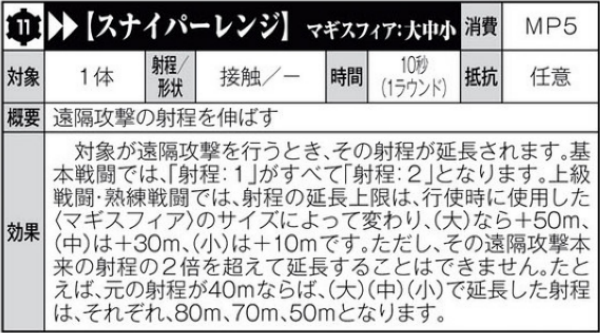 11 ▶▶【スナイパーレンジ】 マギスフィア:大中小 消費 MP5
対象 1体 射程/形状 接触/― 時間 10秒(1ラウンド) 抵抗 任意
概要 遠隔攻撃の射程を伸ばす
効果
対象が遠隔攻撃を行うとき、その射程が延長されます。基
本戦闘では、「射程:1」がすべて「射程:2」となります。上級
戦闘・熟練戦闘では、射程の延長上限は、行使時に使用した
〈マギスフィア〉のサイズによって変わり、(大)なら+50m、
(中)は+30m、(小)は+10mです。ただし、その遠隔攻撃本
来の射程の2倍を超えて延長することはできません。たと
えば、元の射程が40mならば、(大)(中)(小)で延長した射程
は、それぞれ、80m、70m、50mとなります。